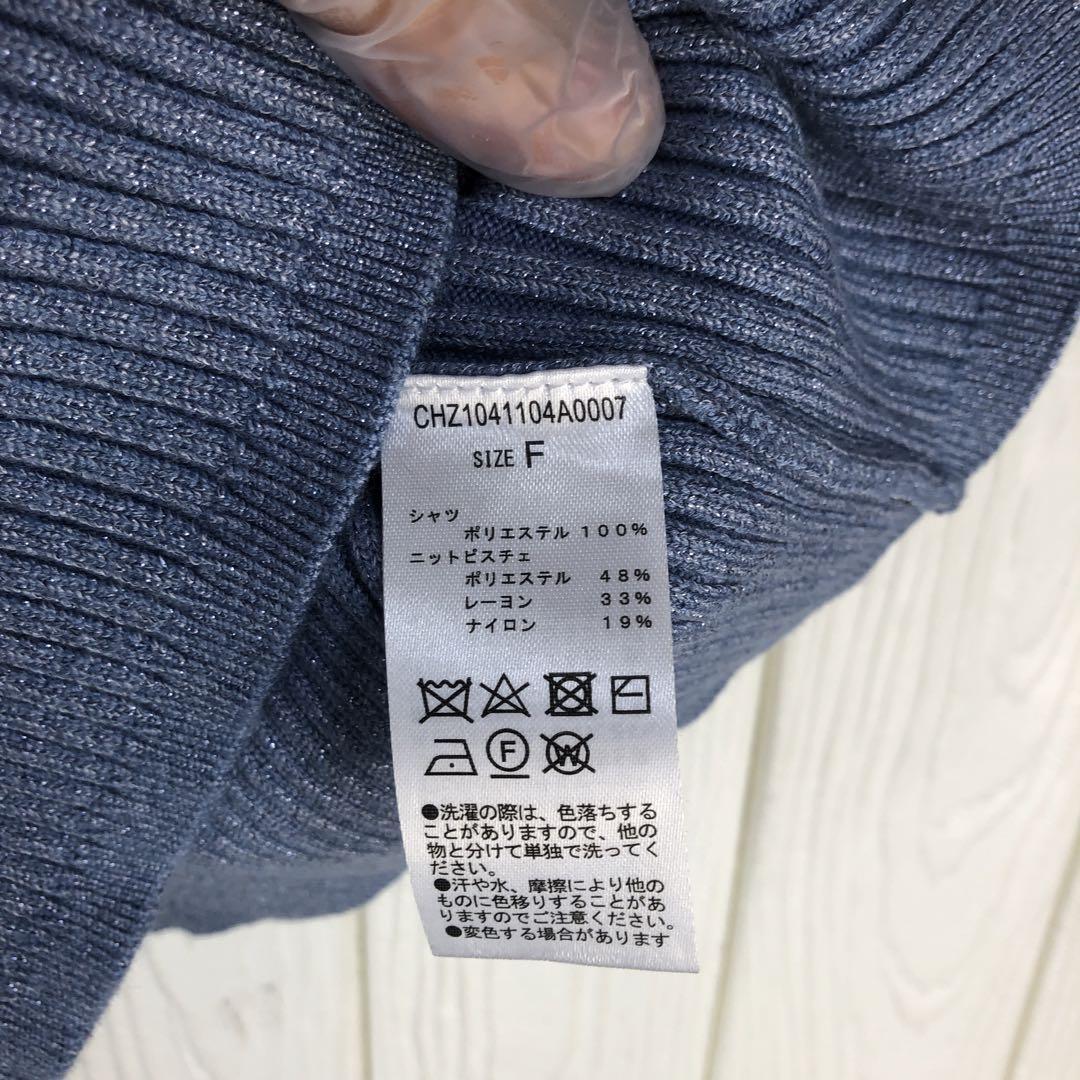 CHZ1041104A0007
SIZE F
シャツ
ポリエステル １００％
ニットビスチェ
ポリエステル ４８％
レーヨン ３３％
ナイロン １９％
F W
●洗濯の際は、色落ちする
ことがありますので、他の
物と分けて単独で洗ってく
ださい。
●汗や水、摩擦により他の
ものに色移りすることがあ
りますのでご注意ください。
●変色する場合があります